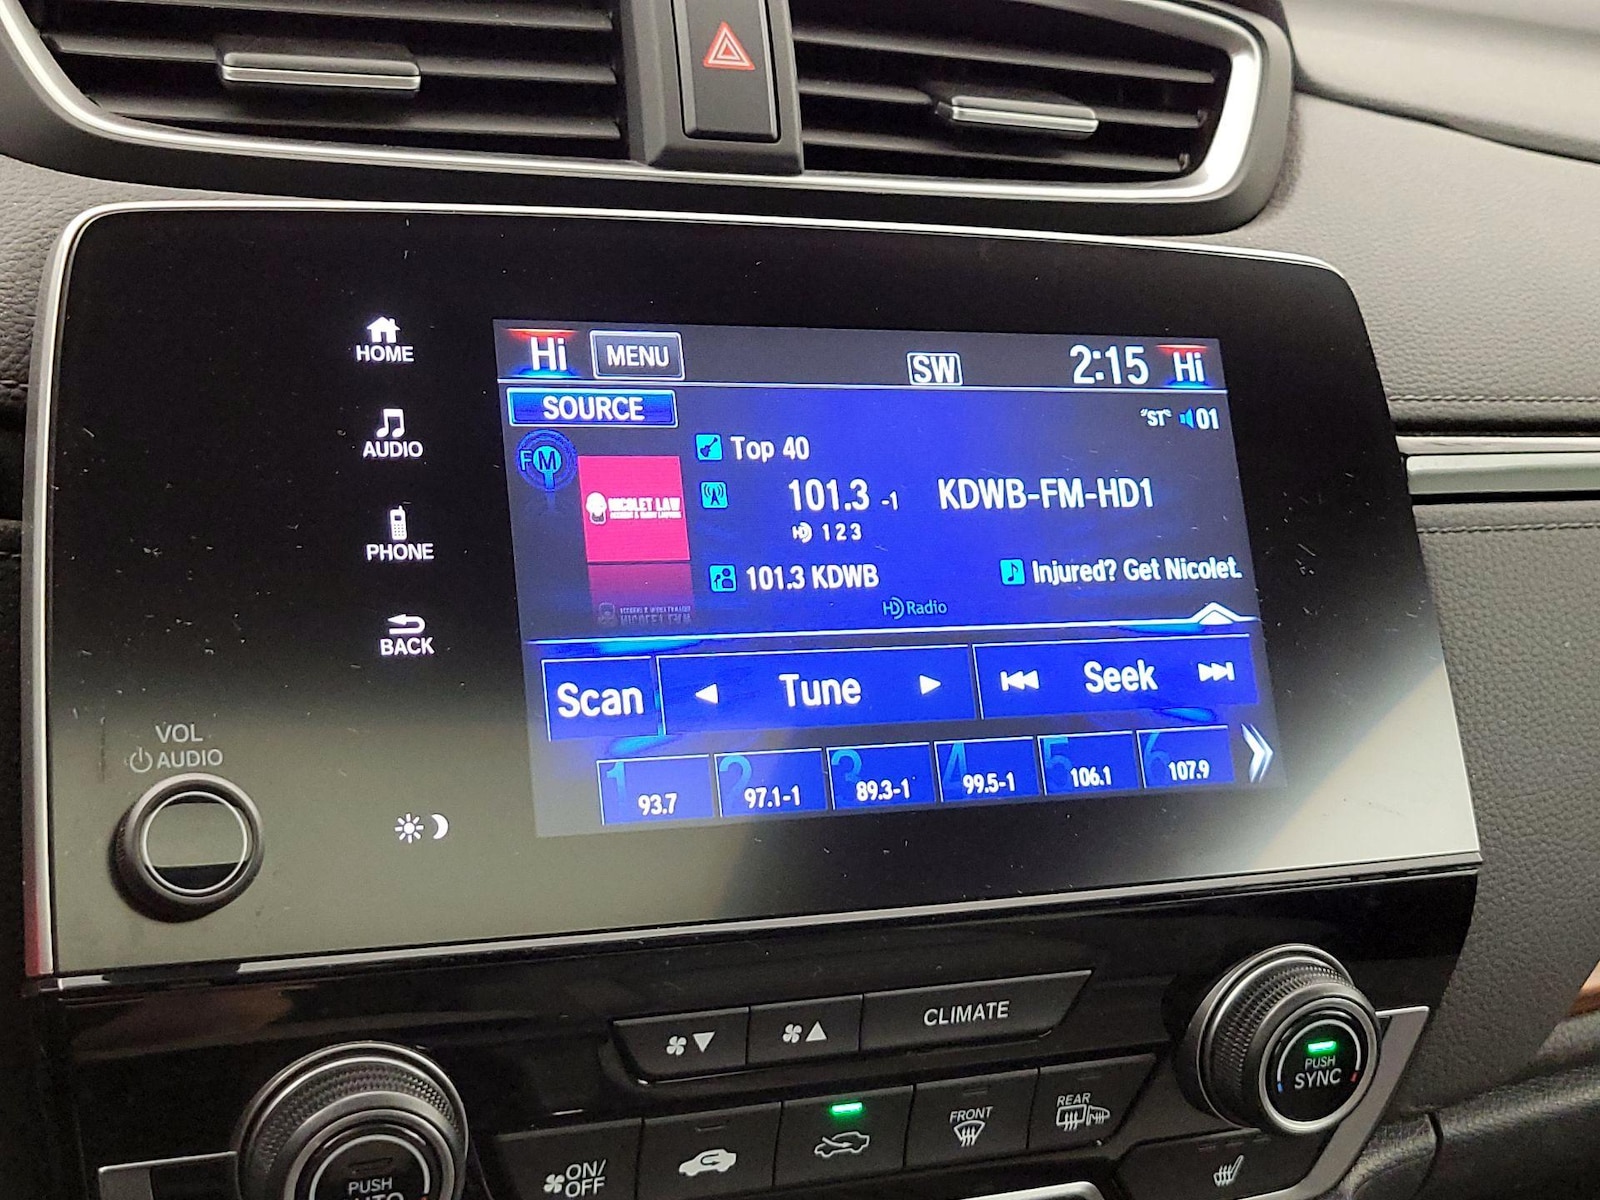 HOME
AUDIO
PHONE
BACK
VOL
AUDIO
Hi MENU SW 2:15 Hi
SOURCE "ST" 01
FM
NICOLET LAW
Top 40
101.3 -1 KDWB-FM-HD1
HD 1 2 3
101.3 KDWB Injured? Get Nicolet.
HD Radio
Scan Tune Seek
1 93.7 2 97.1-1 3 89.3-1 4 99.5-1 5 106.1 6 107.9
CLIMATE
PUSH
SYNC
FRONT
REAR
ON/
OFF
PUSH
AUTO